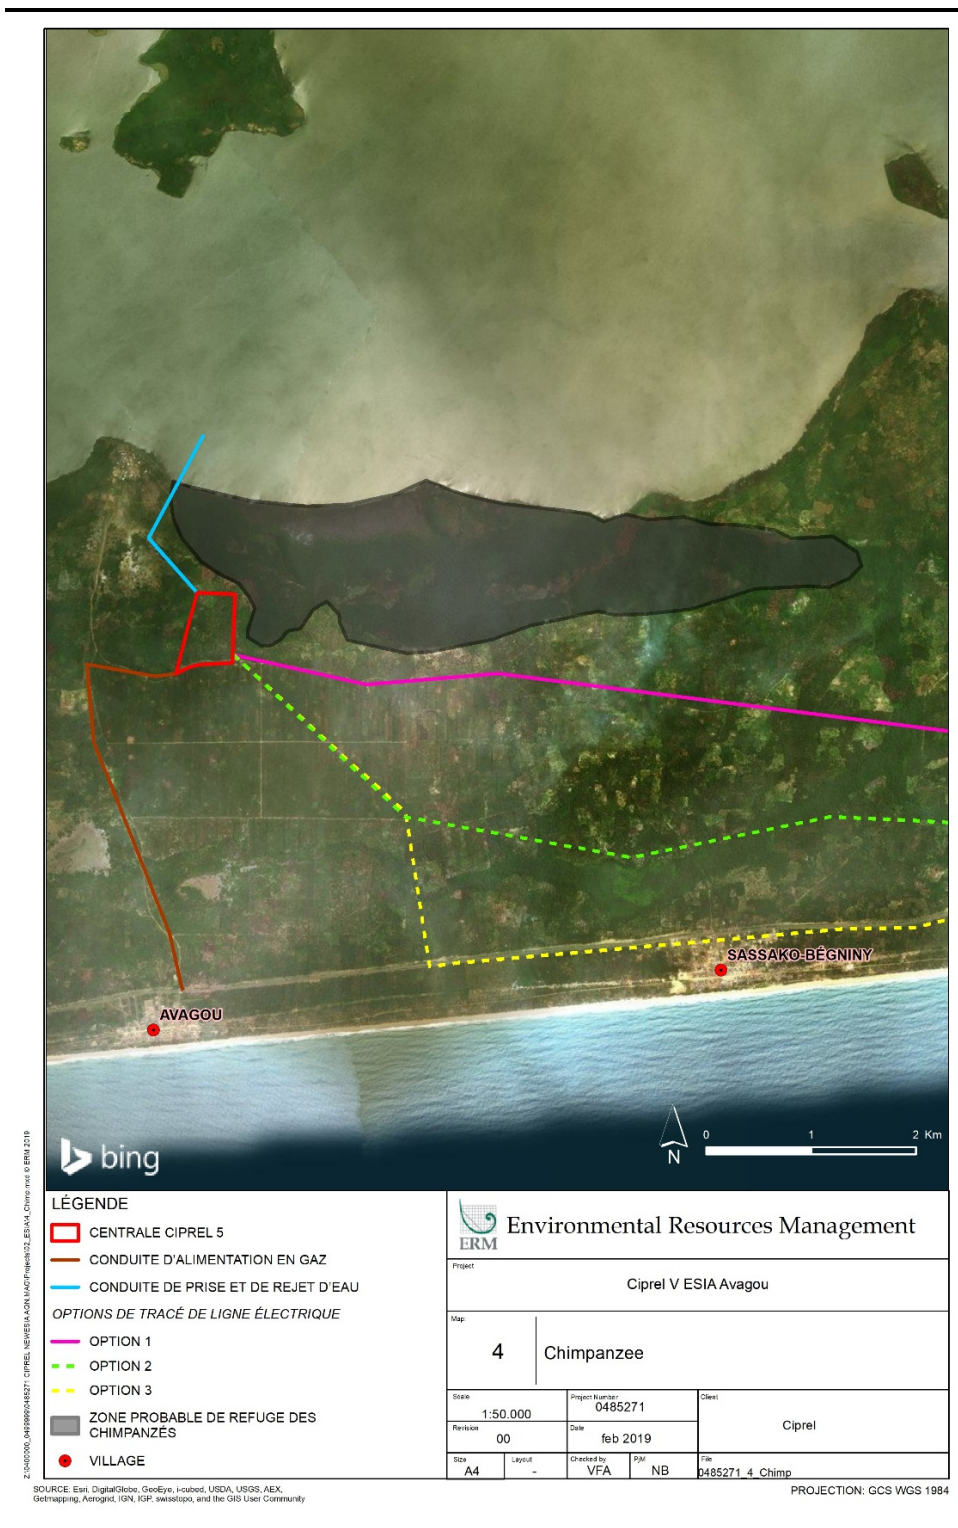 SASSAKO-BÉGNINY
AVAGOU
bing
N
0 1 2 Km
LÉGENDE
CENTRALE CIPREL 5
CONDUITE D'ALIMENTATION EN GAZ
CONDUITE DE PRISE ET DE REJET D'EAU
OPTIONS DE TRACÉ DE LIGNE ÉLECTRIQUE
OPTION 1
OPTION 2
OPTION 3
ZONE PROBABLE DE REFUGE DES
CHIMPANZÉS
VILLAGE
ERM
Environmental Resources Management
Project
Ciprel V ESIA Avagou
Map:
4 Chimpanzee
Scale
1:50.000
Project Number
0485271
Client
Ciprel
Revision
00
Date
feb 2019
Size
A4
Layout
-
Checked by
VFA
PjM
NB
File
0485271_4_Chimp
SOURCE: Esri, DigitalGlobe, GeoEye, i-cubed, USDA, USGS, AEX,
Getmapping, Aerogrid, IGN, IGP, swisstopo, and the GIS User Community
PROJECTION: GCS WGS 1984